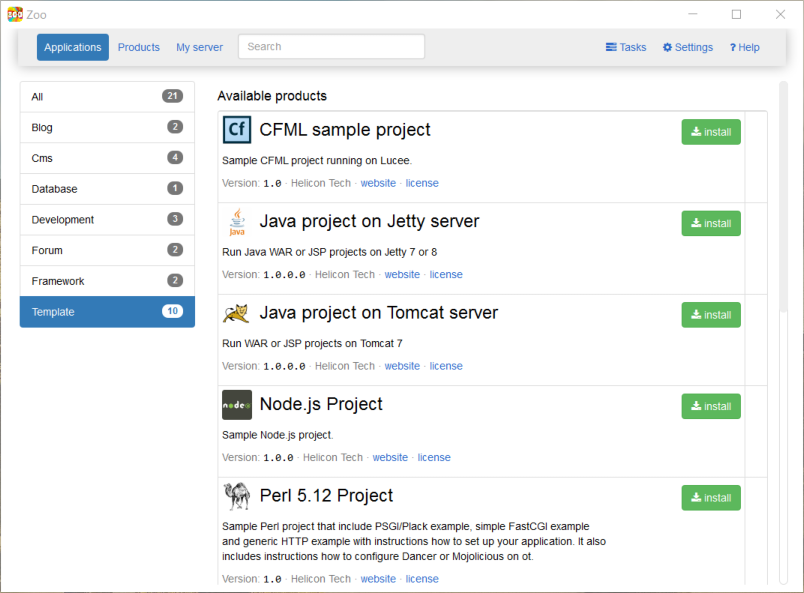 Zoo
Applications Products My server Search Tasks Settings ? Help
All 21
Blog 2
Cms 4
Database 1
Development 3
Forum 2
Framework 2
Template 10
Available products
Cf CFML sample project install
Sample CFML project running on Lucee.
Version: 1.0 · Helicon Tech · website · license
Java Java project on Jetty server install
Run Java WAR or JSP projects on Jetty 7 or 8
Version: 1.0.0.0 · Helicon Tech · website · license
Java project on Tomcat server install
Run WAR or JSP projects on Tomcat 7
Version: 1.0.0.0 · Helicon Tech · website · license
node Node.js Project install
Sample Node.js project.
Version: 1.0.0 · Helicon Tech · website · license
Perl 5.12 Project install
Sample Perl project that include PSGI/Plack example, simple FastCGI example
and generic HTTP example with instructions how to set up your application. It also
includes instructions how to configure Dancer or Mojolicious on ot.
Version: 1.0 · Helicon Tech · website · license